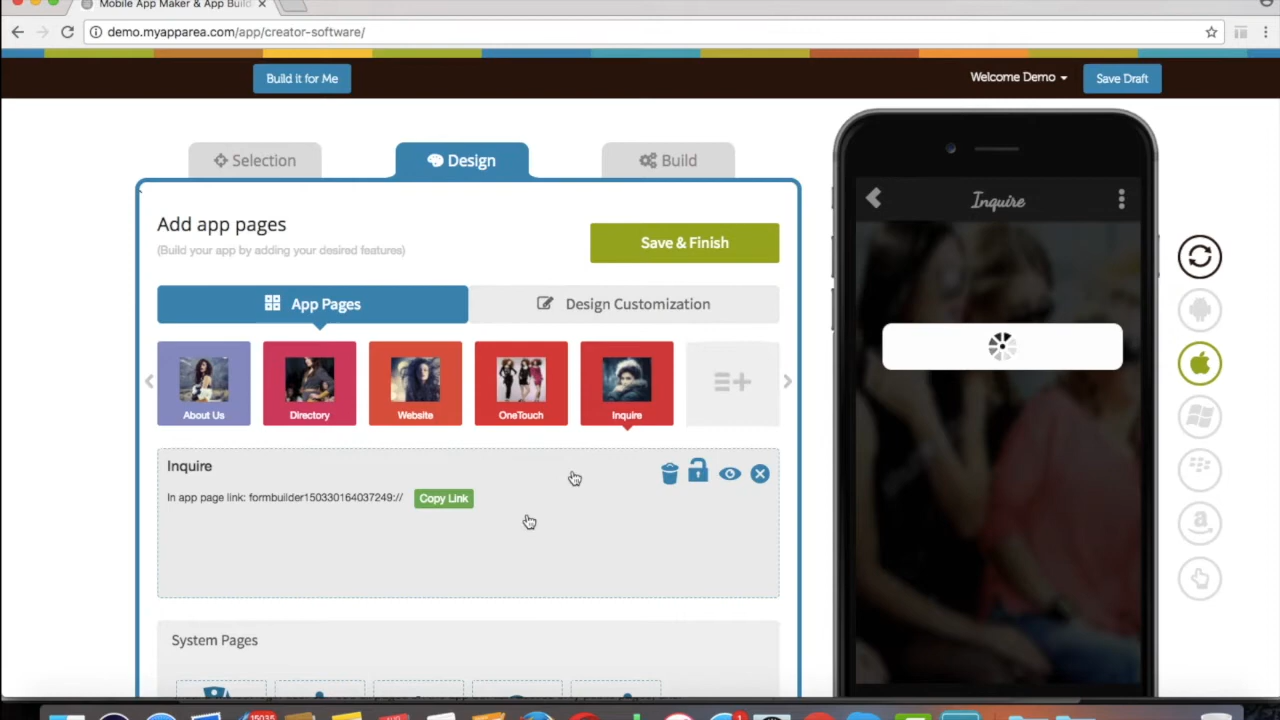 Mobile App Maker & App Build
demo.myapparea.com/app/creator-software/
Build it for Me
Welcome Demo
Save Draft
Selection
Design
Build
Add app pages
(Build your app by adding your desired features)
Save & Finish
App Pages
Design Customization
About Us
Directory
Website
OneTouch
Inquire
Inquire
In app page link: formbuilder150330164037249://
Copy Link
System Pages
Inquire
15035
1